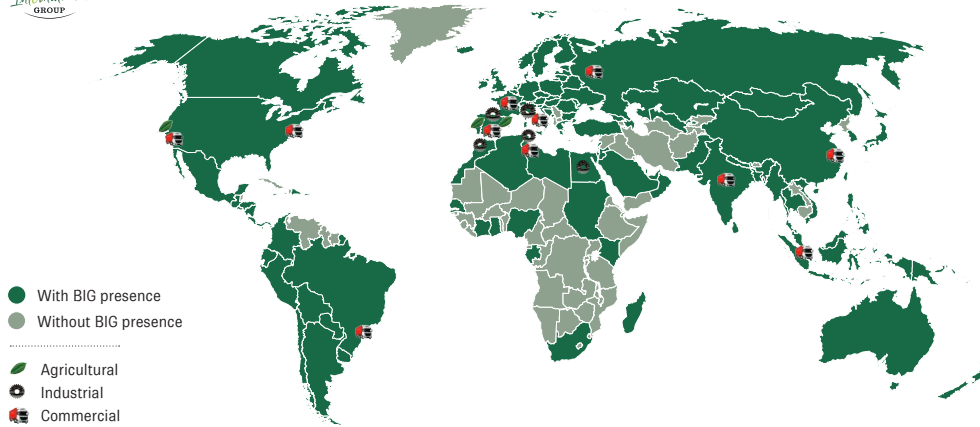 GROUP
With BIG presence
Without BIG presence
Agricultural
Industrial
Commercial